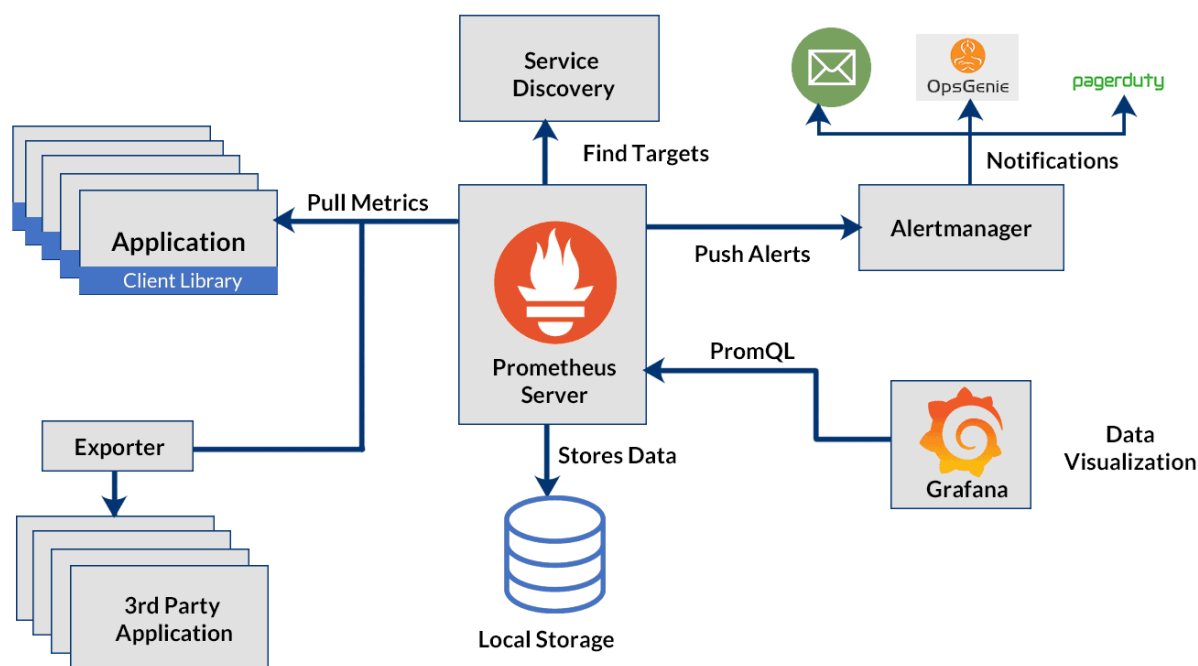 Service
Discovery
OpsGenie
pagerduty
Find Targets
Notifications
Pull Metrics
Application
Client Library
Push Alerts
Alertmanager
Prometheus
Server
PromQL
Exporter
Stores Data
Grafana
Data
Visualization
3rd Party
Application
Local Storage